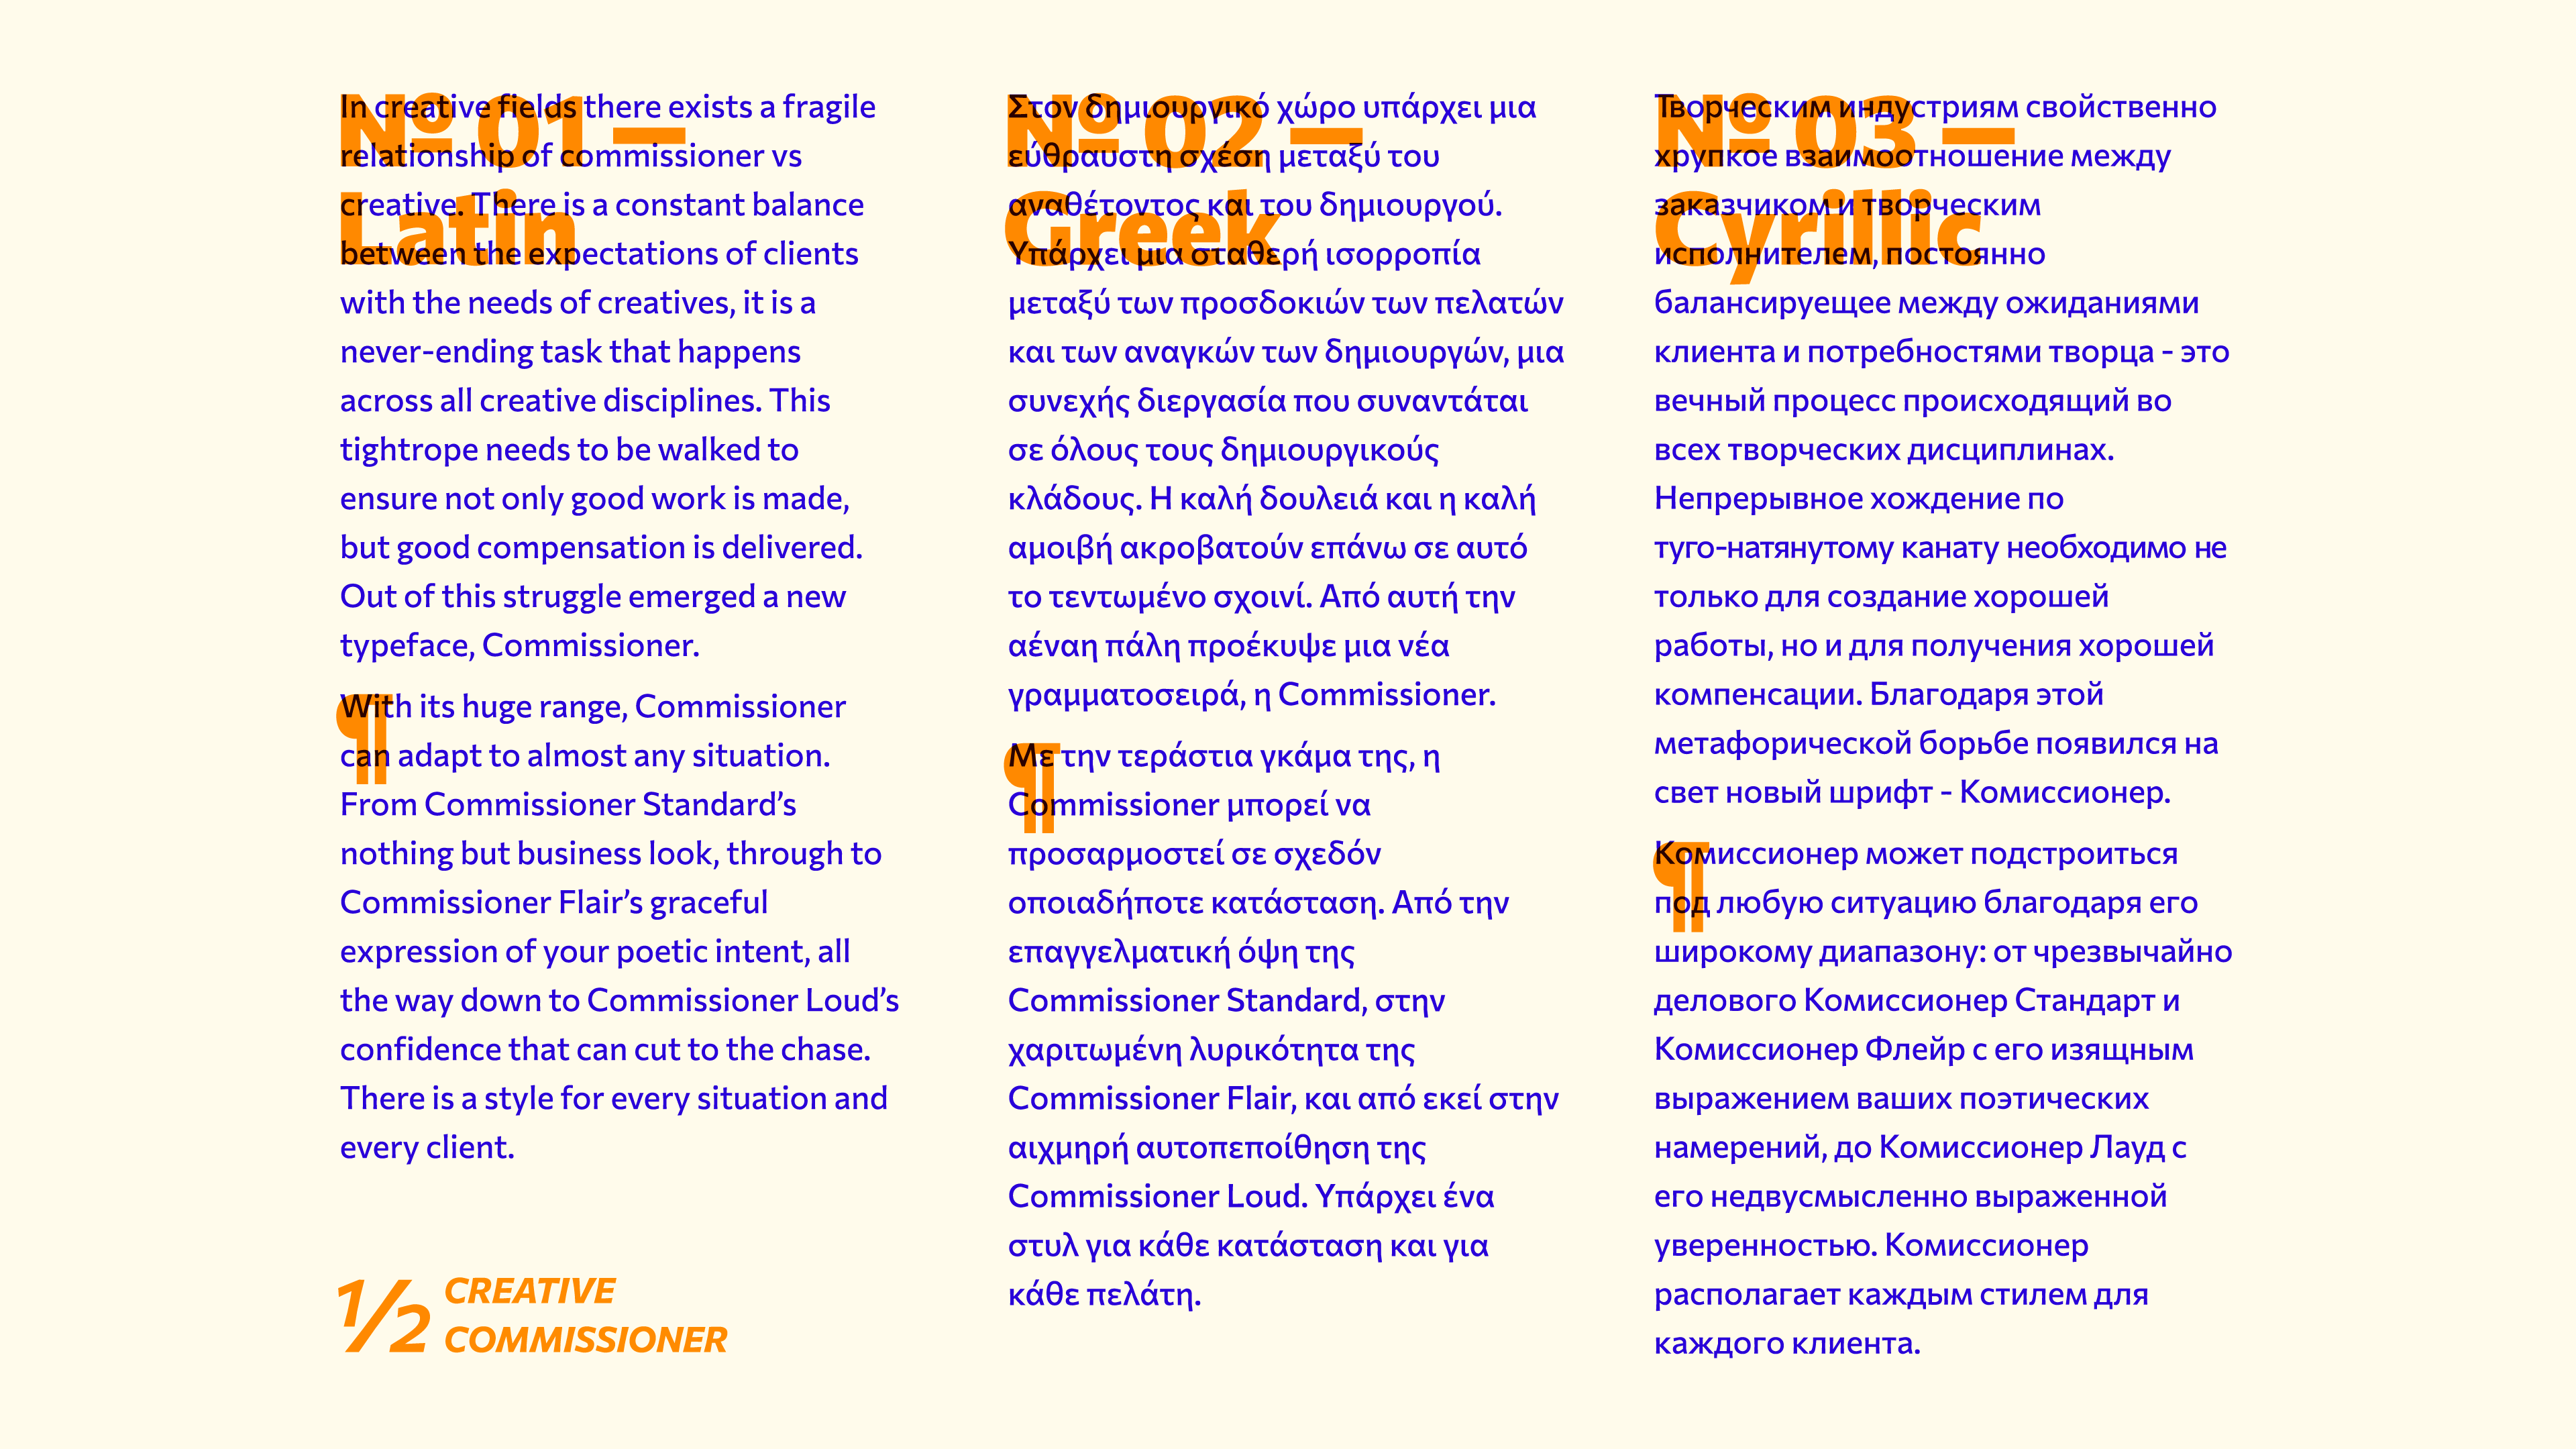 № 01 —
Latin
In creative fields there exists a fragile
relationship of commissioner vs
creative. There is a constant balance
between the expectations of clients
with the needs of creatives, it is a
never-ending task that happens
across all creative disciplines. This
tightrope needs to be walked to
ensure not only good work is made,
but good compensation is delivered.
Out of this struggle emerged a new
typeface, Commissioner.
¶
With its huge range, Commissioner
can adapt to almost any situation.
From Commissioner Standard’s
nothing but business look, through to
Commissioner Flair’s graceful
expression of your poetic intent, all
the way down to Commissioner Loud’s
confidence that can cut to the chase.
There is a style for every situation and
every client.
½ CREATIVE
COMMISSIONER
№ 02 —
Greek
Στον δημιουργικό χώρο υπάρχει μια
εύθραυστη σχέση μεταξύ του
αναθέτοντος και του δημιουργού.
Υπάρχει μια σταθερή ισορροπία
μεταξύ των προσδοκιών των πελατών
και των αναγκών των δημιουργών, μια
συνεχής διεργασία που συναντάται
σε όλους τους δημιουργικούς
κλάδους. Η καλή δουλειά και η καλή
αμοιβή ακροβατούν επάνω σε αυτό
το τεντωμένο σχοινί. Από αυτή την
αέναη πάλη προέκυψε μια νέα
γραμματοσειρά, η Commissioner.
¶
Με την τεράστια γκάμα της, η
Commissioner μπορεί να
προσαρμοστεί σε σχεδόν
οποιαδήποτε κατάσταση. Από την
επαγγελματική όψη της
Commissioner Standard, στην
χαριτωμένη λυρικότητα της
Commissioner Flair, και από εκεί στην
αιχμηρή αυτοπεποίθηση της
Commissioner Loud. Υπάρχει ένα
στυλ για κάθε κατάσταση και για
κάθε πελάτη.
№ 03 —
Cyrillic
Творческим индустриям свойственно
хрупкое взаимоотношение между
заказчиком и творческим
исполнителем, постоянно
балансируещее между ожиданиями
клиента и потребностями творца - это
вечный процесс происходящий во
всех творческих дисциплинах.
Непрерывное хождение по
туго-натянутому канату необходимо не
только для создание хорошей
работы, но и для получения хорошей
компенсации. Благодаря этой
метафорической борьбе появился на
свет новый шрифт - Комиссионер.
¶
Комиссионер может подстроиться
под любую ситуацию благодаря его
широкому диапазону: от чрезвычайно
делового Комиссионер Стандарт и
Комиссионер Флейр с его изящным
выражением ваших поэтических
намерений, до Комиссионер Лауд с
его недвусмысленно выраженной
уверенностью. Комиссионер
располагает каждым стилем для
каждого клиента.